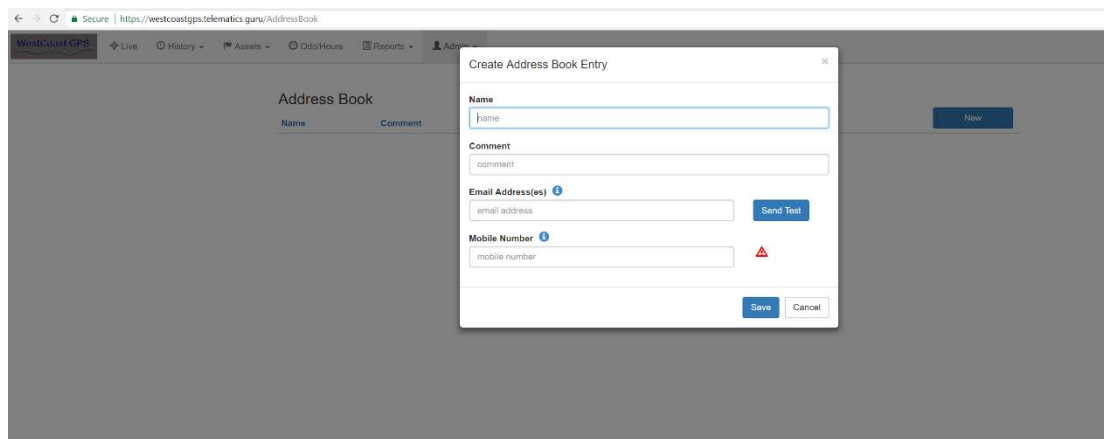 Secure | https://westcoastgps.telematics.guru/AddressBook
WestCoast GPS Live History Assets Odo/Hours Reports Admin
Create Address Book Entry ×
Address Book
Name Comment New
Name
name
Comment
comment
Email Address(es)
email address Send Test
Mobile Number
mobile number
Save Cancel